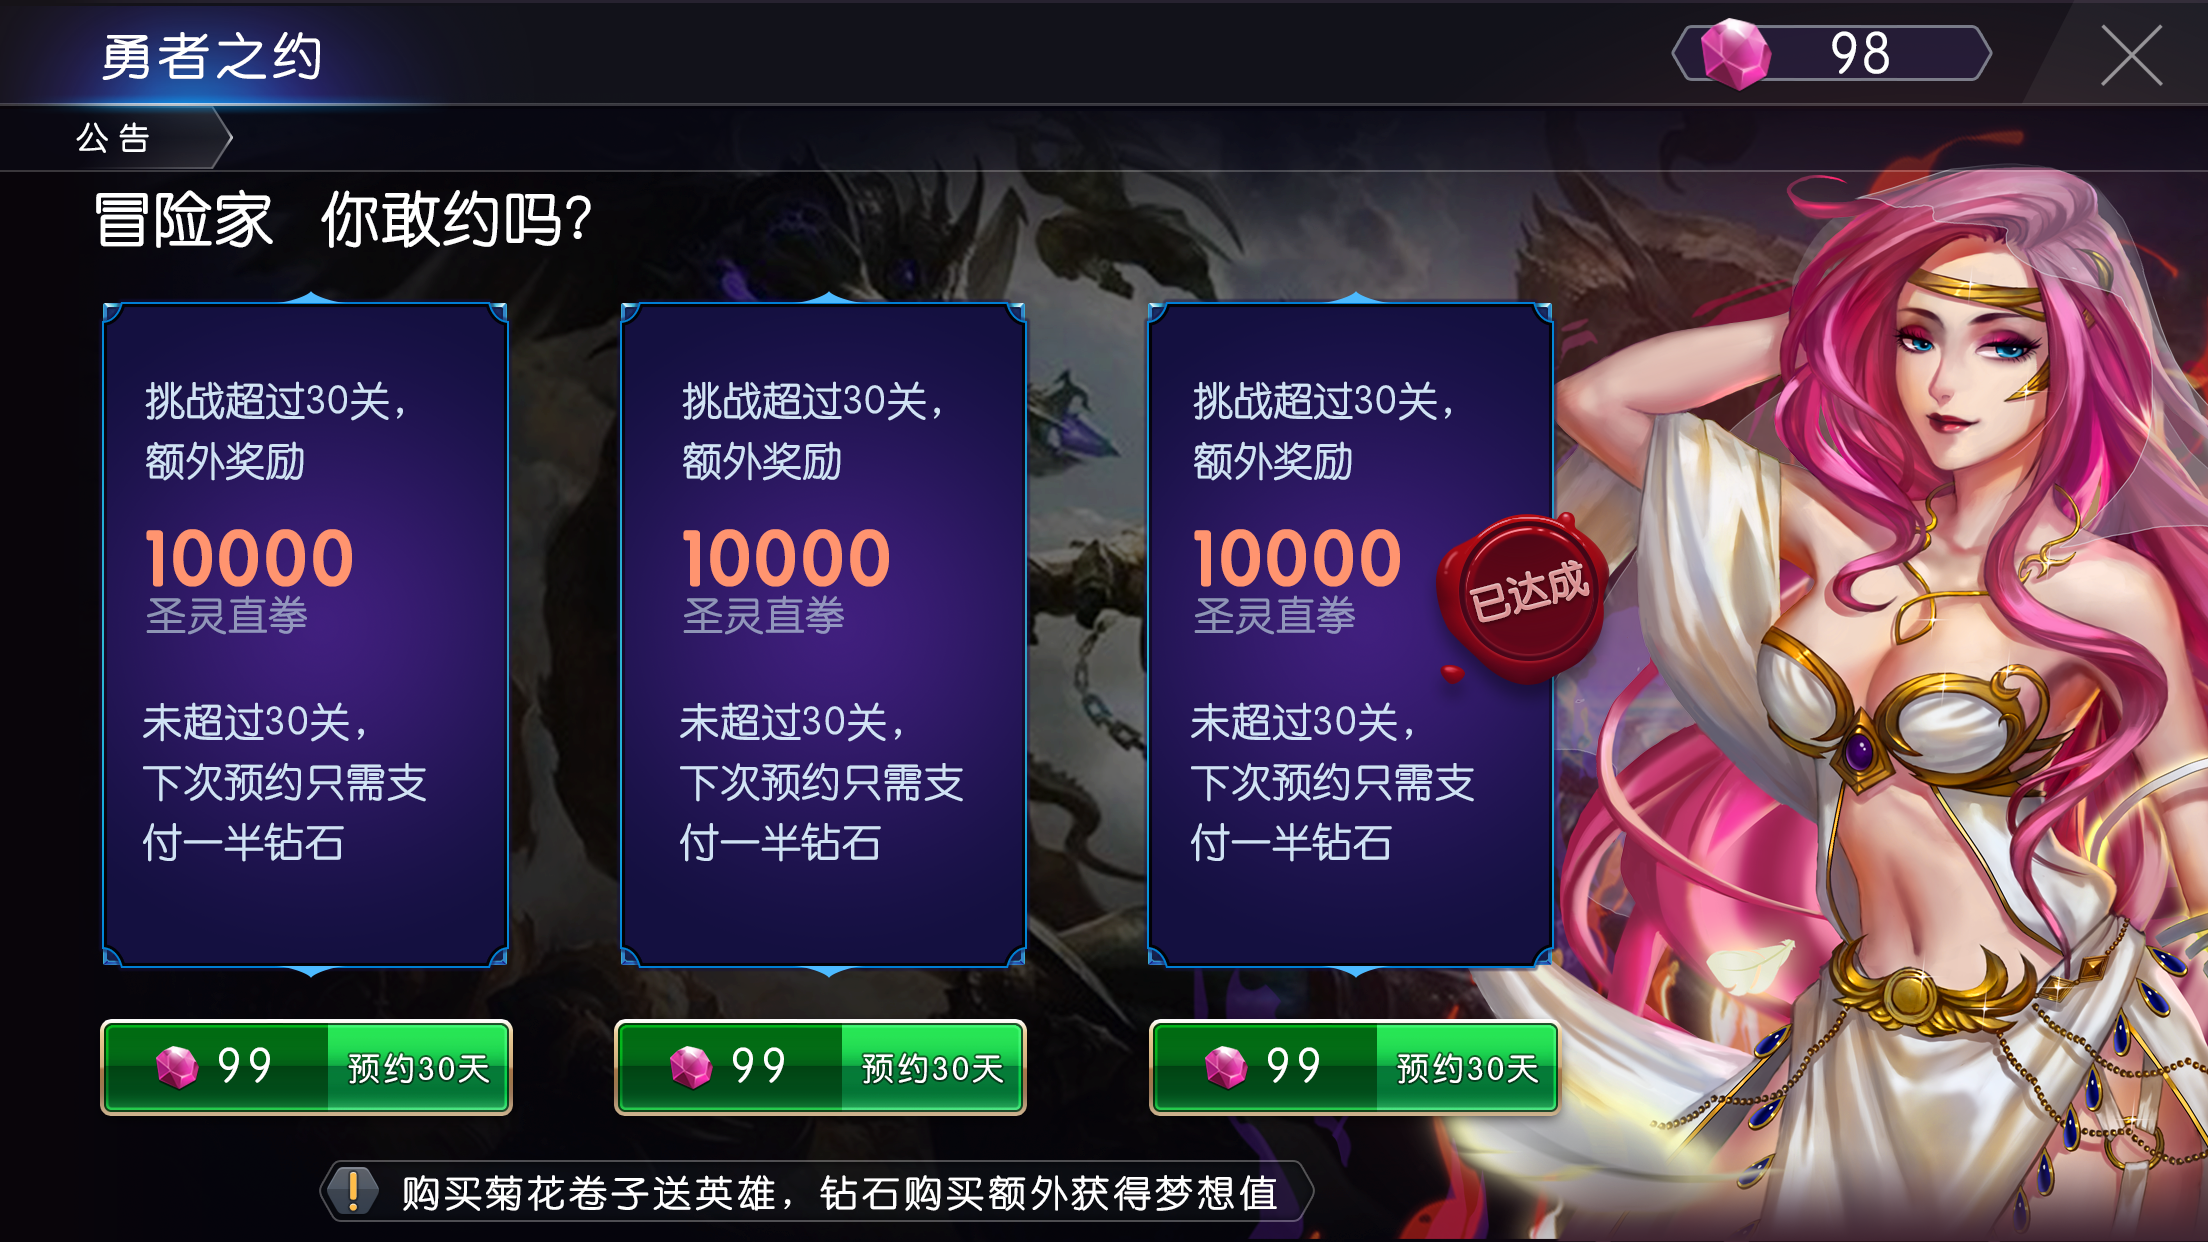 勇者之约
98
公告
冒险家 你敢约吗?
挑战超过30关，
额外奖励
10000
圣灵直拳
未超过30关，
下次预约只需支
付一半钻石
99 预约30天
挑战超过30关，
额外奖励
10000
圣灵直拳
未超过30关，
下次预约只需支
付一半钻石
99 预约30天
挑战超过30关，
额外奖励
10000
圣灵直拳
已达成
未超过30关，
下次预约只需支
付一半钻石
99 预约30天
购买菊花卷子送英雄，钻石购买额外获得梦想值